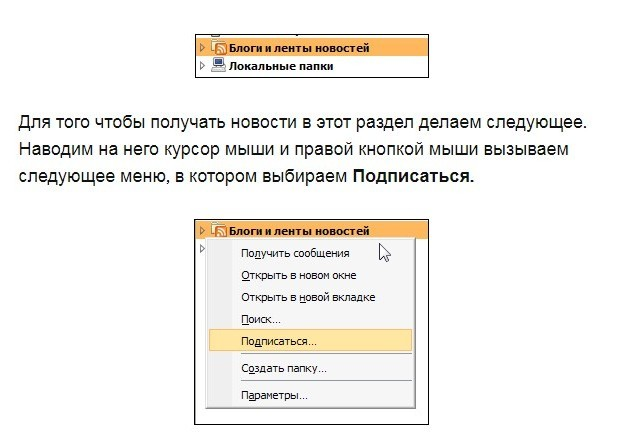 Блоги и ленты новостей
Локальные папки
Для того чтобы получать новости в этот раздел делаем следующее.
Наводим на него курсор мыши и правой кнопкой мыши вызываем
следующее меню, в котором выбираем Подписаться.
Блоги и ленты новостей
Получить сообщения
Открыть в новом окне
Открыть в новой вкладке
Поиск...
Подписаться...
Создать папку...
Параметры...